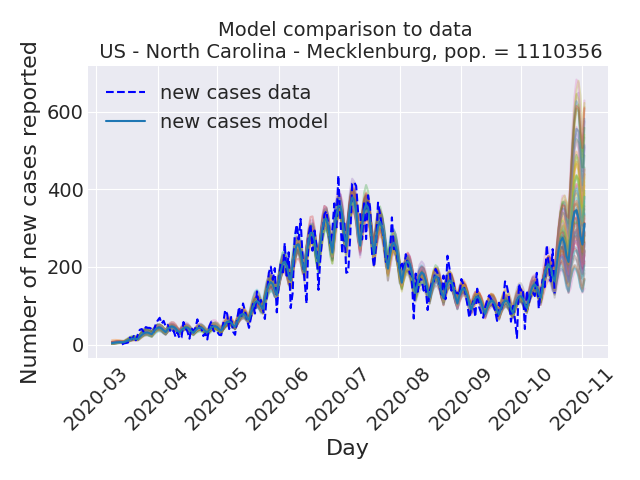 Model comparison to data
US - North Carolina - Mecklenburg, pop. = 1110356
Number of new cases reported
600
400
200
0
new cases data
new cases model
2020-03
2020-04
2020-05
2020-06
2020-07
2020-08
2020-09
2020-10
2020-11
Day